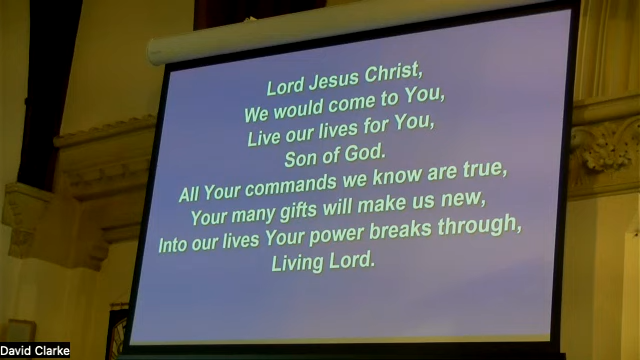 Lord Jesus Christ,
We would come to You,
Live our lives for You,
Son of God.
All Your commands we know are true,
Your many gifts will make us new,
Into our lives Your power breaks through,
Living Lord.
David Clarke